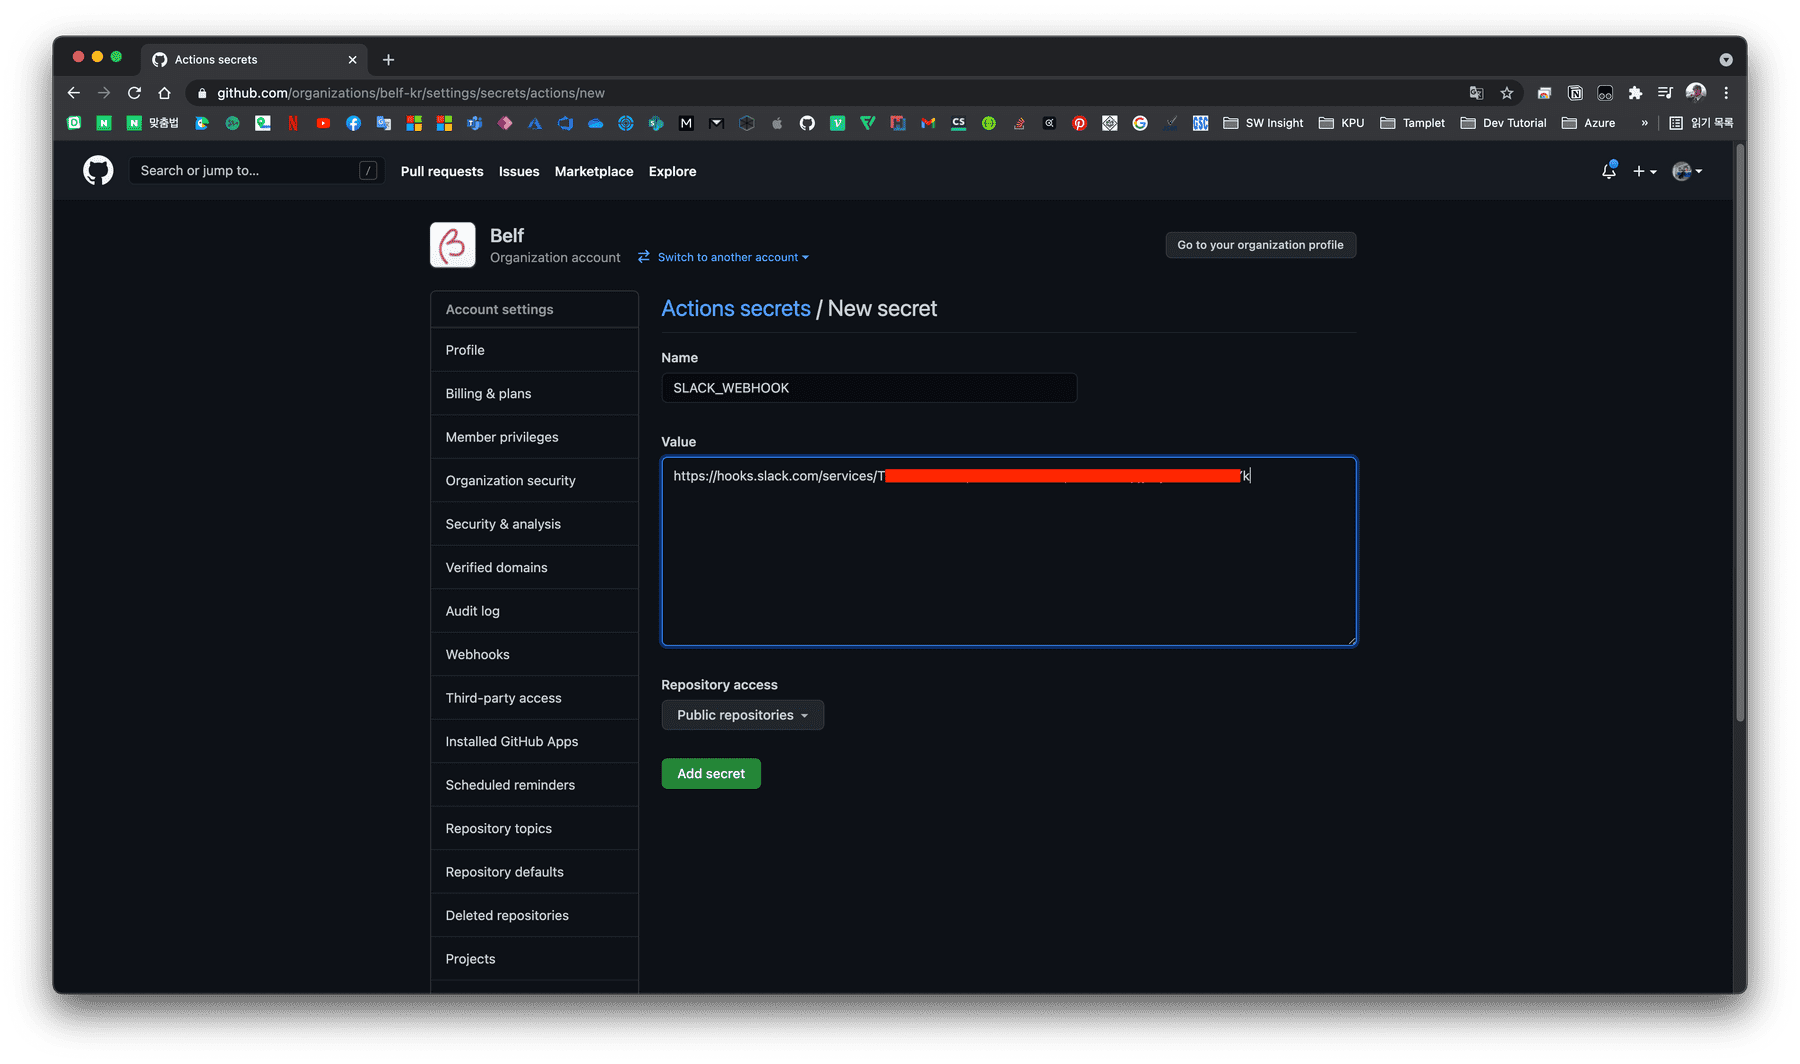 Actions secrets
github.com/organizations/belf-kr/settings/secrets/actions/new
맞춤법 SW Insight KPU Tamplet Dev Tutorial Azure » 읽기 목록
Search or jump to... / Pull requests Issues Marketplace Explore
Belf
Organization account Switch to another account
Go to your organization profile
Account settings
Profile
Billing & plans
Member privileges
Organization security
Security & analysis
Verified domains
Audit log
Webhooks
Third-party access
Installed GitHub Apps
Scheduled reminders
Repository topics
Repository defaults
Deleted repositories
Projects
Actions secrets / New secret
Name
SLACK_WEBHOOK
Value
https://hooks.slack.com/services/T k
Repository access
Public repositories
Add secret